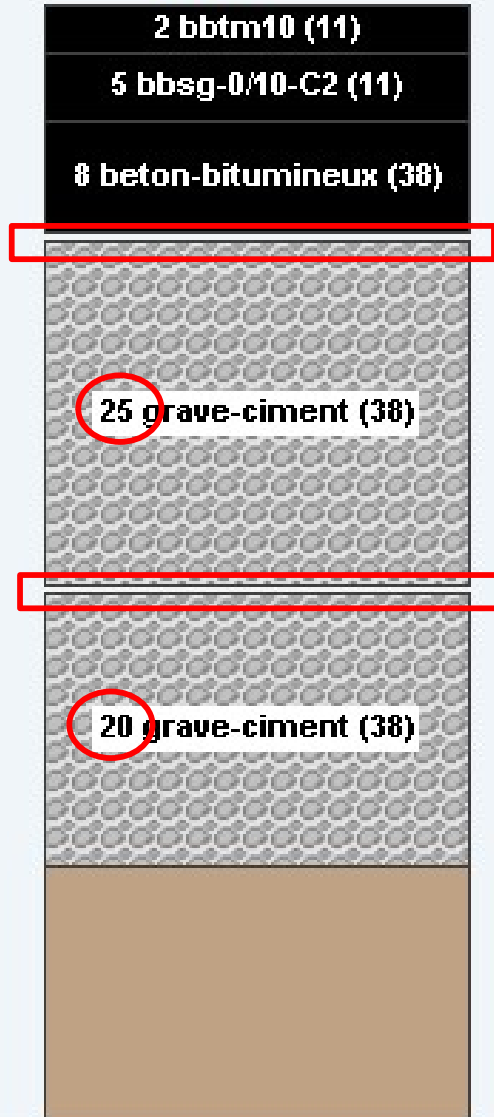 2 bbtm10 (11)
5 bbsg-0/10-C2 (11)
8 beton-bitumineux (38)
25 grave-ciment (38)
20 grave-ciment (38)